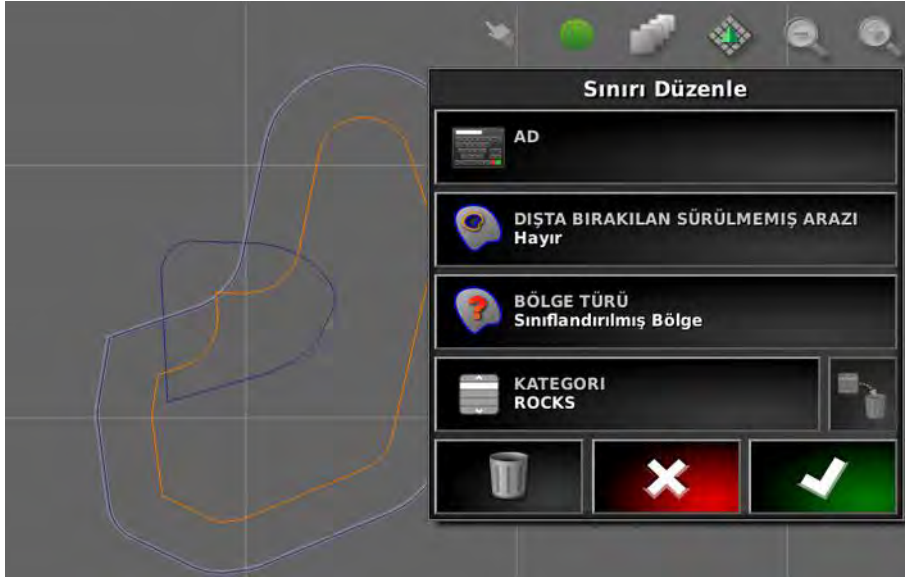 Sınırı Düzenle
AD
DIŞTA BIRAKILAN SÜRÜLMEMIŞ ARAZI
Hayır
BÖLGE TÜRÜ
Sınıflandırılmış Bölge
KATEGORI
ROCKS